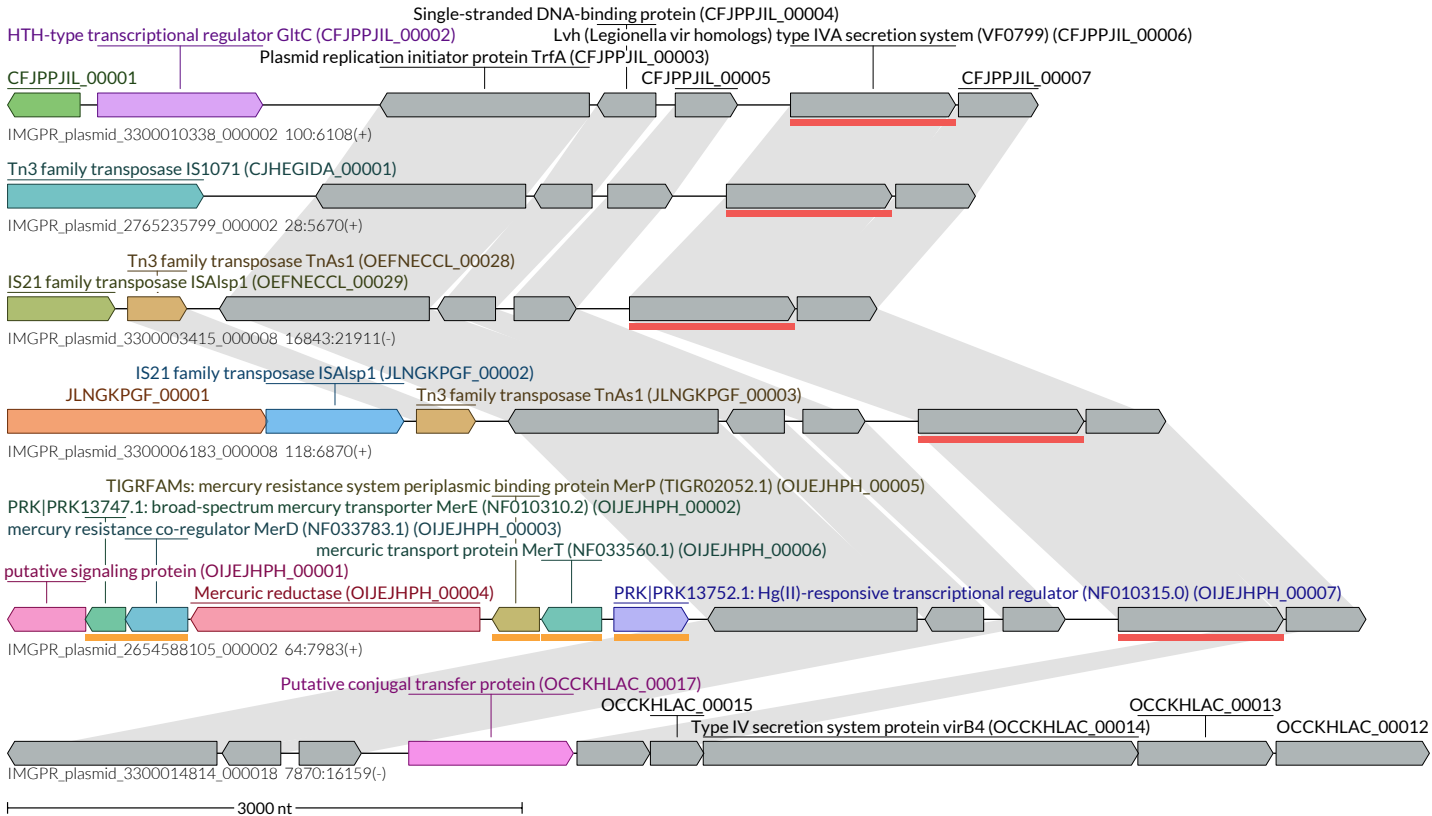 Single-stranded DNA-binding protein (CFJPPJIL_00004)
HTH-type transcriptional regulator GltC (CFJPPJIL_00002)
Lvh (Legionella vir homologs) type IVA secretion system (VF0799) (CFJPPJIL_00006)
Plasmid replication initiator protein TrfA (CFJPPJIL_00003)
CFJPPJIL_00001
CFJPPJIL_00005
CFJPPJIL_00007
IMGPR_plasmid_3300010338_000002 100:6108(+)
Tn3 family transposase IS1071 (CJHEGIDA_00001)
IMGPR_plasmid_2765235799_000002 28:5670(+)
Tn3 family transposase TnAs1 (OEFNECCL_00028)
IS21 family transposase ISAlsp1 (OEFNECCL_00029)
IMGPR_plasmid_3300003415_000008 16843:21911(-)
IS21 family transposase ISAlsp1 (JLNGKPGF_00002)
JLNGKPGF_00001
Tn3 family transposase TnAs1 (JLNGKPGF_00003)
IMGPR_plasmid_3300006183_000008 118:6870(+)
TIGRFAMs: mercury resistance system periplasmic binding protein MerP (TIGR02052.1) (OIJEJHPH_00005)
PRK|PRK13747.1: broad-spectrum mercury transporter MerE (NF010310.2) (OIJEJHPH_00002)
mercury resistance co-regulator MerD (NF033783.1) (OIJEJHPH_00003)
mercuric transport protein MerT (NF033560.1) (OIJEJHPH_00006)
putative signaling protein (OIJEJHPH_00001)
Mercuric reductase (OIJEJHPH_00004)
PRK|PRK13752.1: Hg(II)-responsive transcriptional regulator (NF010315.0) (OIJEJHPH_00007)
IMGPR_plasmid_2654588105_000002 64:7983(+)
Putative conjugal transfer protein (OCCKHLAC_00017)
OCCKHLAC_00015
OCCKHLAC_00013
Type IV secretion system protein virB4 (OCCKHLAC_00014)
OCCKHLAC_00012
IMGPR_plasmid_3300014814_000018 7870:16159(-)
3000 nt